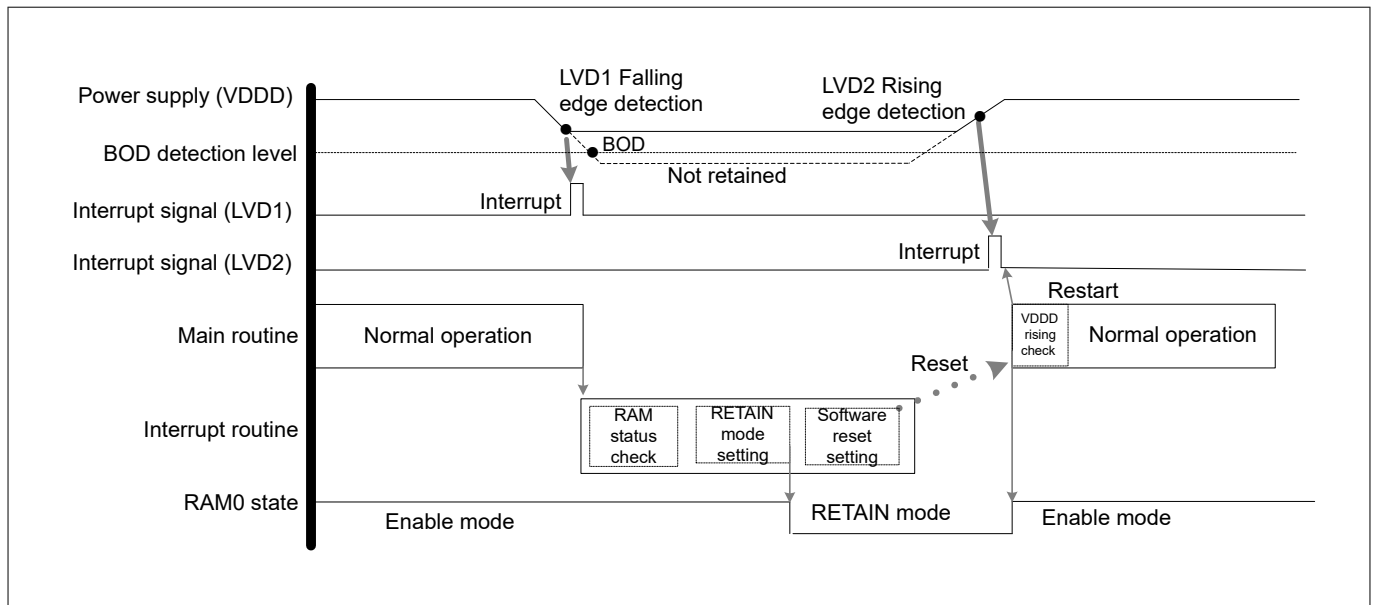 LVD1 Falling
edge detection
LVD2 Rising
edge detection
Power supply (VDDD)
BOD detection level
BOD
Not retained
Interrupt signal (LVD1)
Interrupt
Interrupt signal (LVD2)
Interrupt
Restart
Main routine
Normal operation
VDDD
rising
check
Normal operation
Reset
Interrupt routine
RAM
status
check
RETAIN
mode
setting
Software
reset
setting
RAM0 state
Enable mode
RETAIN mode
Enable mode